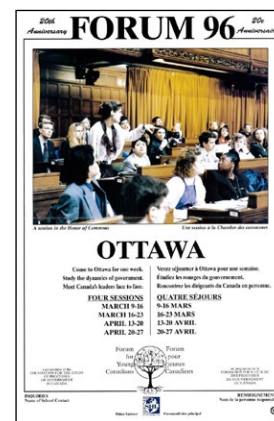 20th Anniversary
FORUM 96
20e Anniversaire
A session in the House of Commons
Une session à la Chambre des communes
OTTAWA
Come to Ottawa for one week.
Study the dynamics of government.
Meet Canada's leaders face to face.
Venez séjourner à Ottawa pour une semaine.
Étudiez les rouages du gouvernement.
Rencontrez les dirigeants du Canada en personne.
FOUR SESSIONS
MARCH 9-16
MARCH 16-23
APRIL 13-20
APRIL 20-27
QUATRE SÉJOURS
9-16 MARS
16-23 MARS
13-20 AVRIL
20-27 AVRIL
Forum
for
Young
Canadians
Forum
pour
jeunes
Canadiens
INQUIRIES
Name of School Contact